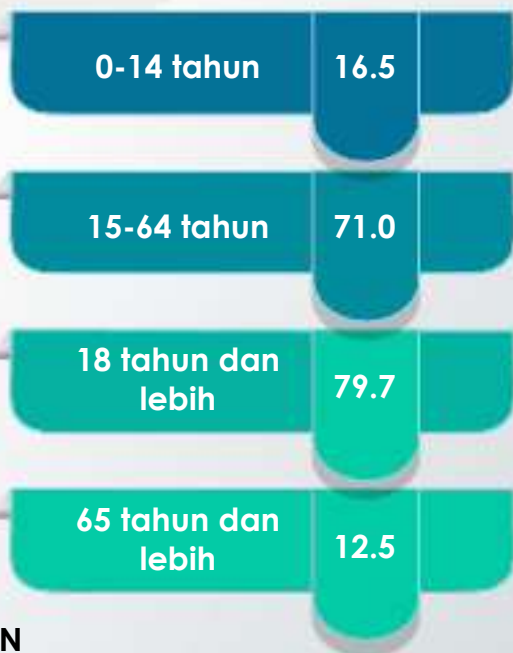 0-14 tahun 16.5
15-64 tahun 71.0
18 tahun dan
lebih
79.7
65 tahun dan
lebih
12.5
N